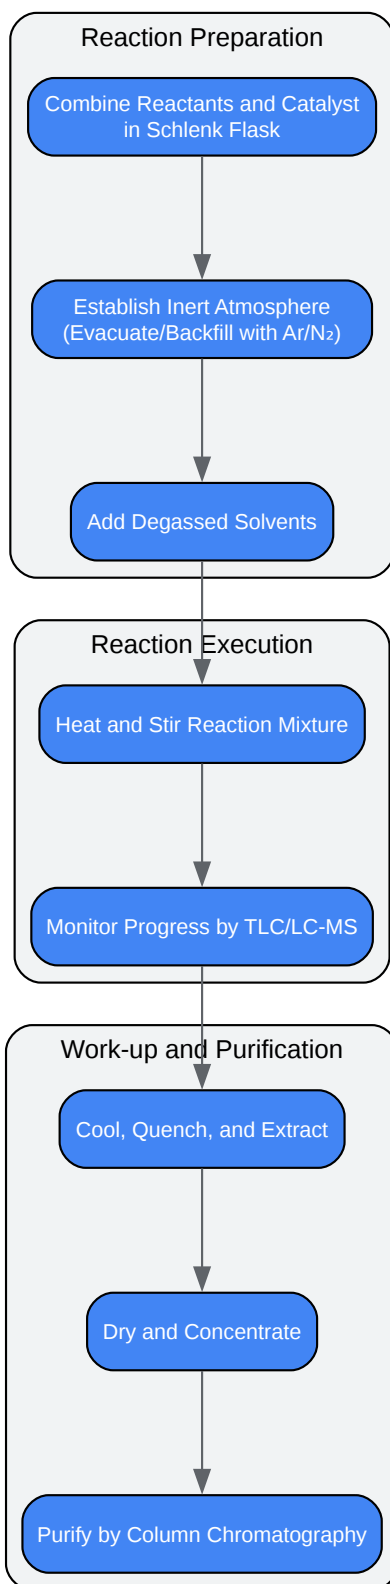 Reaction Preparation
Combine Reactants and Catalyst
in Schlenk Flask
Establish Inert Atmosphere
(Evacuate/Backfill with Ar/N₂)
Add Degassed Solvents
Reaction Execution
Heat and Stir Reaction Mixture
Monitor Progress by TLC/LC-MS
Work-up and Purification
Cool, Quench, and Extract
Dry and Concentrate
Purify by Column Chromatography